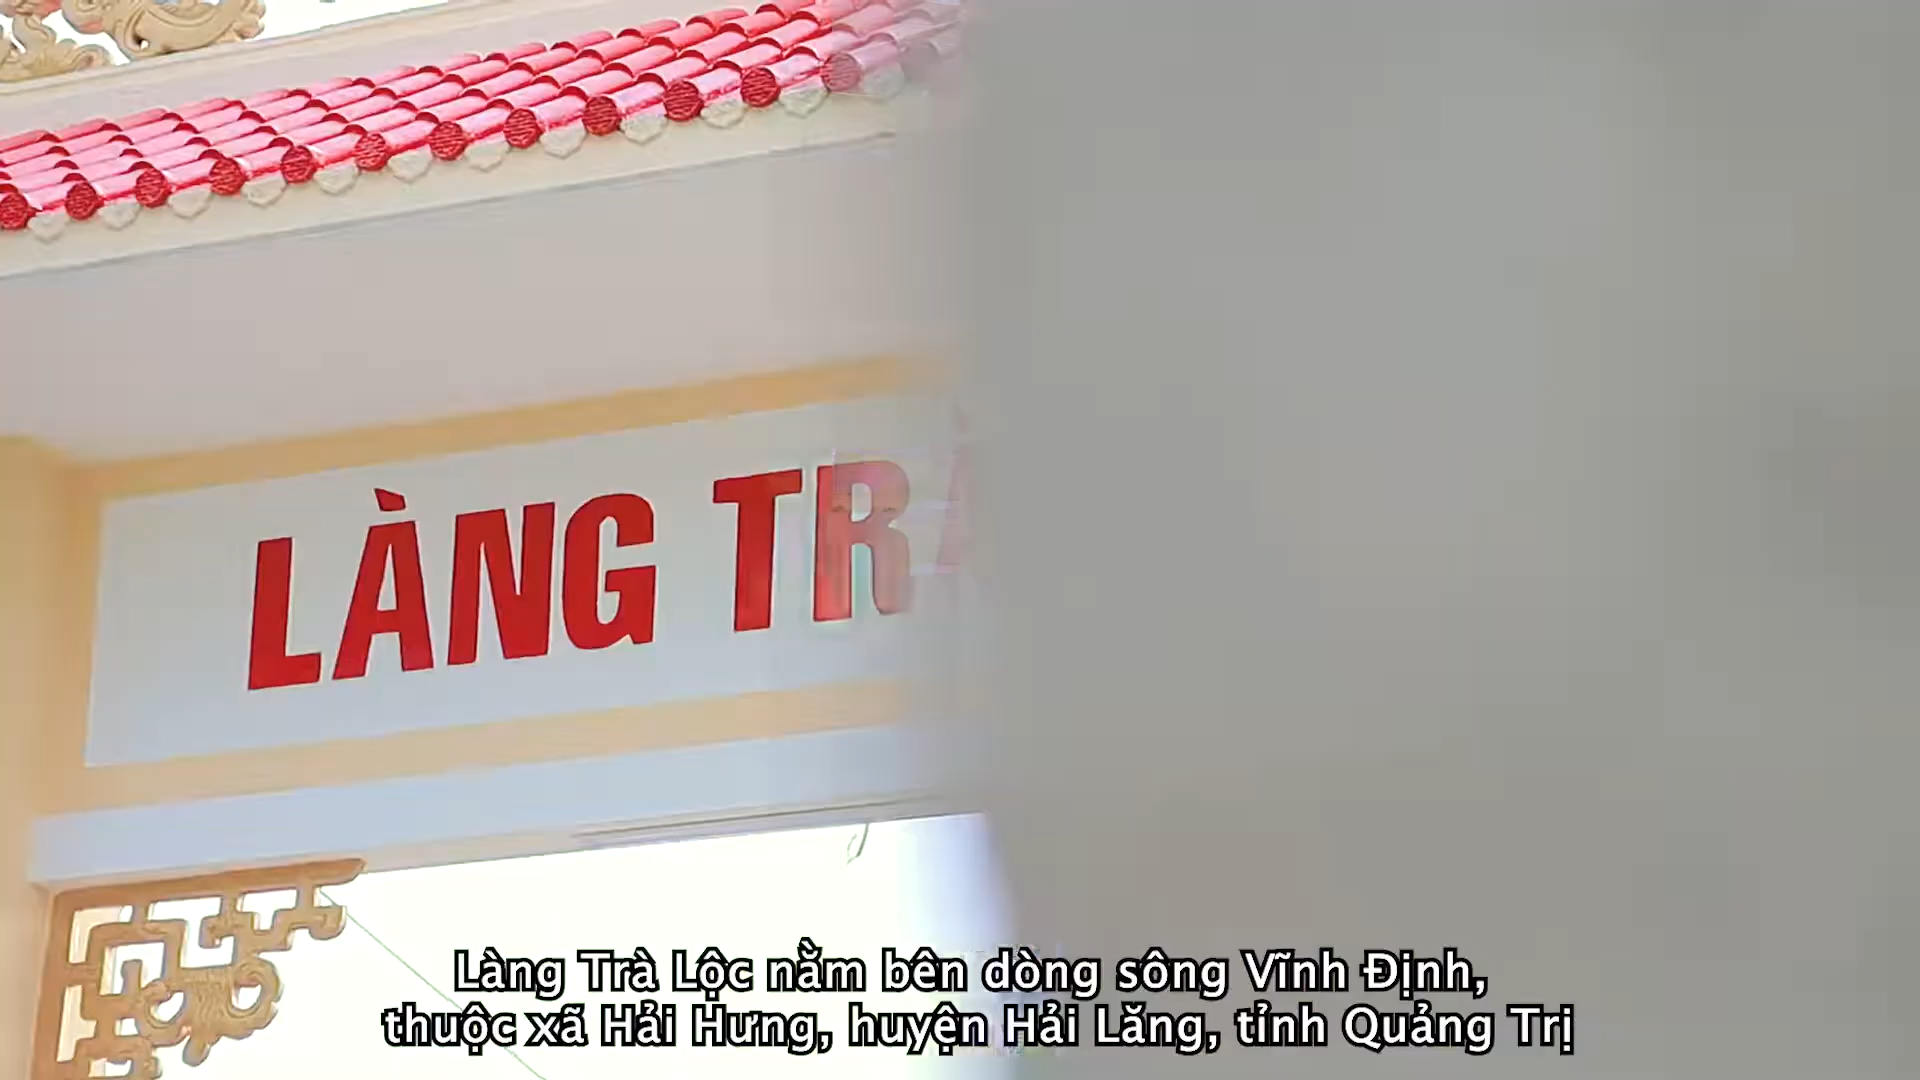 LÀNG TRÀ
Làng Trà Lộc nằm bên dòng sông Vĩnh Định,
thuộc xã Hải Hưng, huyện Hải Lăng, tỉnh Quảng Trị